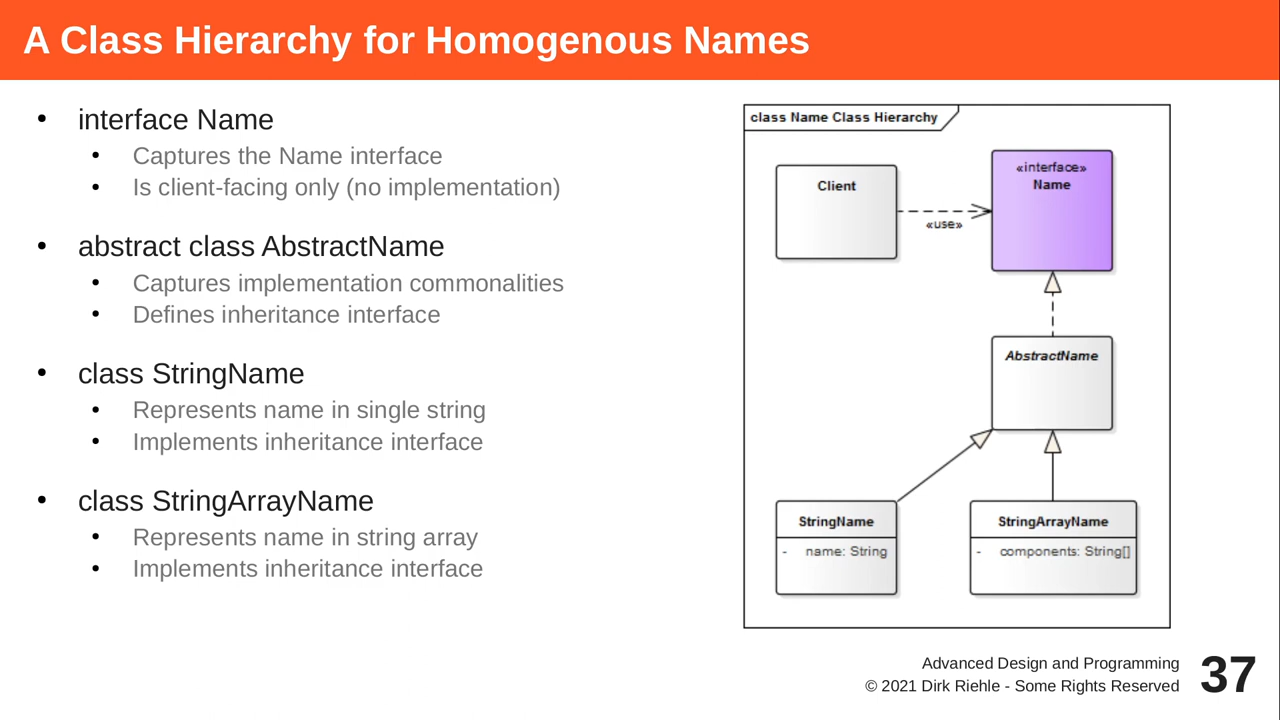 A Class Hierarchy for Homogenous Names
• interface Name
• Captures the Name interface
• Is client-facing only (no implementation)
• abstract class AbstractName
• Captures implementation commonalities
• Defines inheritance interface
• class StringName
• Represents name in single string
• Implements inheritance interface
• class StringArrayName
• Represents name in string array
• Implements inheritance interface
class Name Class Hierarchy
Client
«interface»
Name
«use»
AbstractName
StringName
- name: String
StringArrayName
- components: String[]
Advanced Design and Programming
© 2021 Dirk Riehle - Some Rights Reserved
37